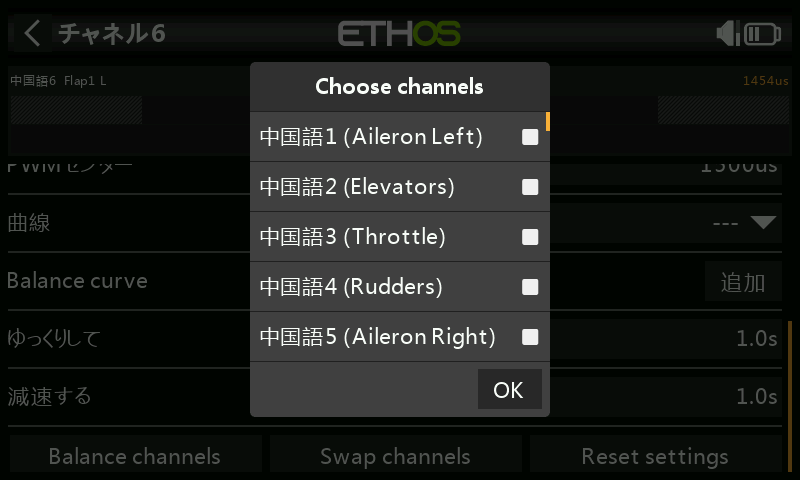 チャネル6
ETHOS
中国語6 Flap1 L
1454us
PWMセンター
1500us
曲線
---
Balance curve
追加
ゆっくりして
1.0s
減速する
1.0s
Balance channels
Swap channels
Reset settings
Choose channels
中国語1 (Aileron Left)
中国語2 (Elevators)
中国語3 (Throttle)
中国語4 (Rudders)
中国語5 (Aileron Right)
OK